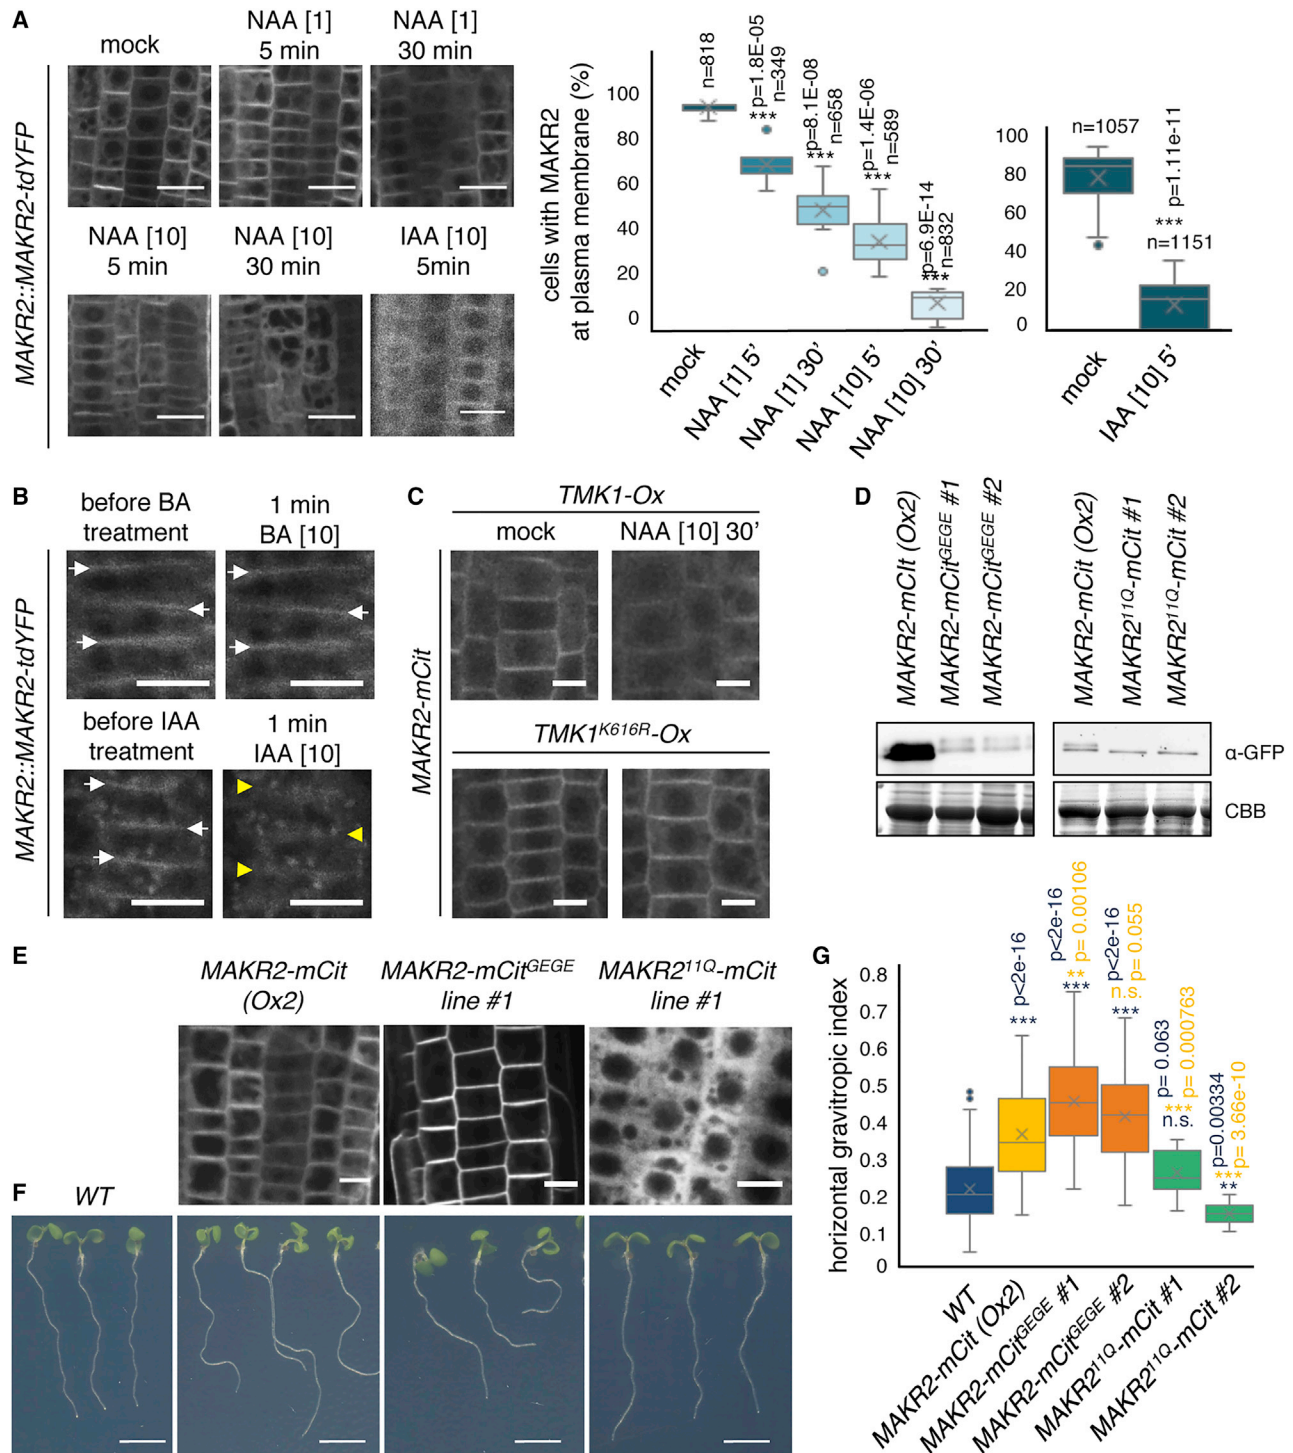 A
MAKR2::MAKR2-tdYFP
mock
NAA [1]
5 min
NAA [1]
30 min
NAA [10]
5 min
NAA [10]
30 min
IAA [10]
5min
cells with MAKR2
at plasma membrane (%)
100
80
60
40
20
0
n=818
p=1.8E-05
n=349
***
p=8.1E-08
n=658
***
p=1.4E-06
n=589
***
p=6.9E-14
n=832
***
mock
NAA [1] 5’
NAA [1] 30’
NAA [10] 5’
NAA [10] 30’
100
80
60
40
20
0
n=1057
p=1.11e-11
***
n=1151
mock
IAA [10] 5’
B
MAKR2::MAKR2-tdYFP
before BA
treatment
1 min
BA [10]
before IAA
treatment
1 min
IAA [10]
C
MAKR2-mCit
TMK1-Ox
mock
NAA [10] 30’
TMK1K616R-Ox
D
MAKR2-mCIt (Ox2)
MAKR2-mCitGEGE #1
MAKR2-mCitGEGE #2
MAKR2-mCit (Ox2)
MAKR211Q-mCit #1
MAKR211Q-mCit #2
α-GFP
CBB
E
MAKR2-mCit
(Ox2)
MAKR2-mCitGEGE
line #1
MAKR211Q-mCit
line #1
F
WT
G
horizontal gravitropic index
0.8
0.7
0.6
0.5
0.4
0.3
0.2
0.1
0
p<2e-16
***
p<2e-16
p= 0.00106
**
***
p<2e-16
p= 0.055
n.s.
***
p= 0.063
p= 0.000763
***
n.s.
p=0.00334
p= 3.66e-10
***
**
WT
MAKR2-mCit (Ox2)
MAKR2-mCitGEGE #1
MAKR2-mCitGEGE #2
MAKR211Q-mCit #1
MAKR211Q-mCit #2